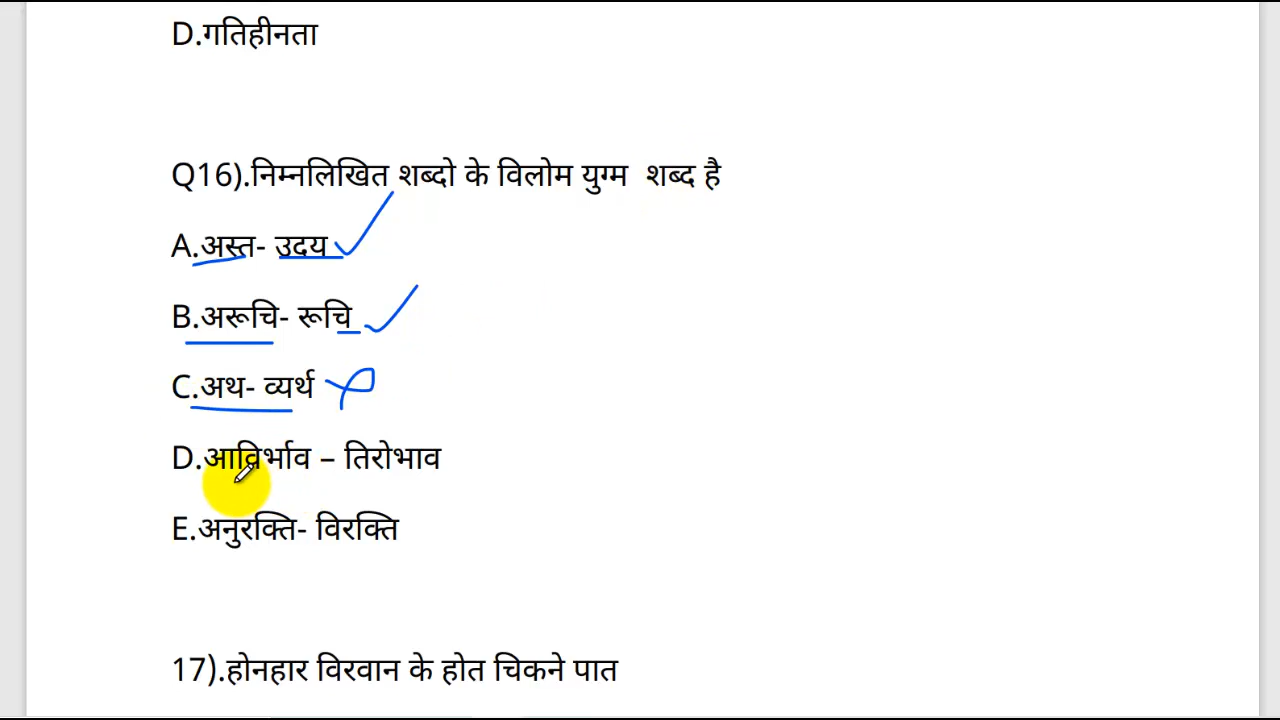 D.गतिहीनता
Q16).निम्नलिखित शब्दो के विलोम युग्म शब्द है
A.अस्त- उदय
B.अरूचि- रूचि
C.अथ- व्यर्थ
D.आविर्भाव – तिरोभाव
E.अनुरक्ति- विरक्ति
17).होनहार विरवान के होत चिकने पात